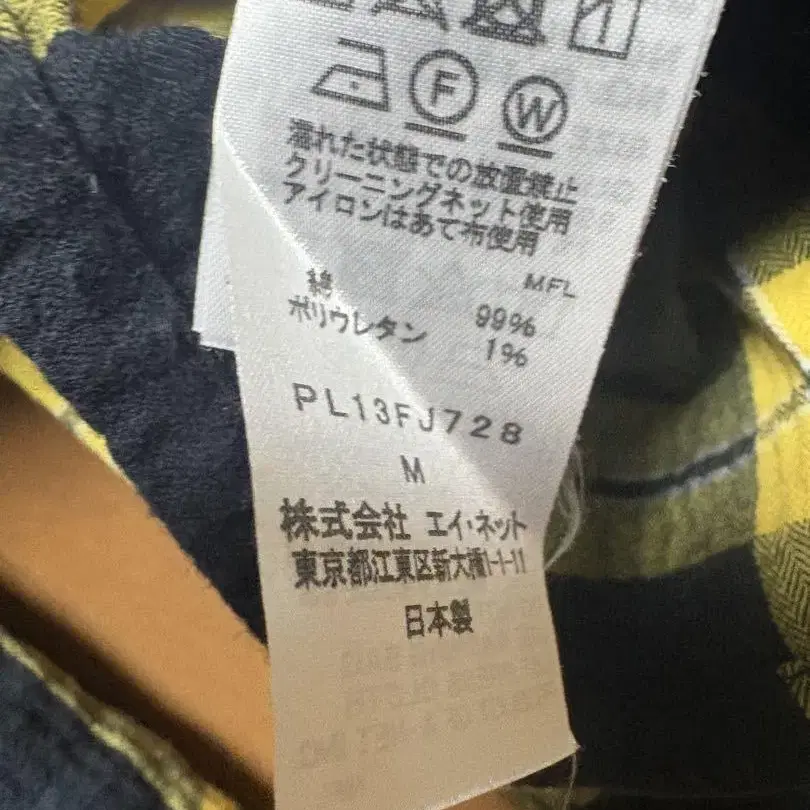 F W
濡れた状態での放置禁止
クリーニングネット使用
アイロンはあて布使用
MFL
綿 99%
ポリウレタン 1%
PL13FJ728
M
株式会社 エイ・ネット
東京都江東区新大橋1-1-11
日本製